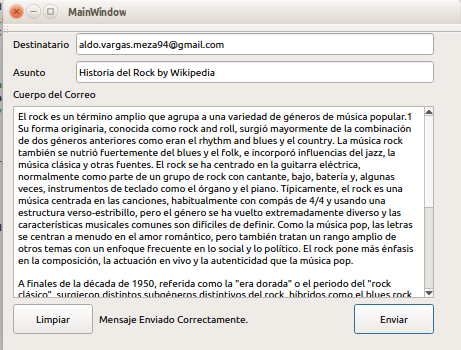 MainWindow
Destinatario aldo.vargas.meza94@gmail.com
Asunto Historia del Rock by Wikipedia
Cuerpo del Correo
El rock es un término amplio que agrupa a una variedad de géneros de música popular.1
Su forma originaria, conocida como rock and roll, surgió mayormente de la combinación
de dos géneros anteriores como eran el rhythm and blues y el country. La música rock
también se nutrió fuertemente del blues y el folk, e incorporó influencias del jazz, la
música clásica y otras fuentes. El rock se ha centrado en la guitarra eléctrica,
normalmente como parte de un grupo de rock con cantante, bajo, batería y, algunas
veces, instrumentos de teclado como el órgano y el piano. Típicamente, el rock es una
música centrada en las canciones, habitualmente con compás de 4/4 y usando una
estructura verso-estribillo, pero el género se ha vuelto extremadamente diverso y las
características musicales comunes son difíciles de definir. Como la música pop, las letras
se centran a menudo en el amor romántico, pero también tratan un rango amplio de
otros temas con un enfoque frecuente en lo social y lo político. El rock pone más énfasis
en la composición, la actuación en vivo y la autenticidad que la música pop.
A finales de la década de 1950, referida como la "era dorada" o el periodo del "rock
clásico", surgieron distintos subgéneros distintivos del rock, híbridos como el blues rock
Limpiar Mensaje Enviado Correctamente. Enviar